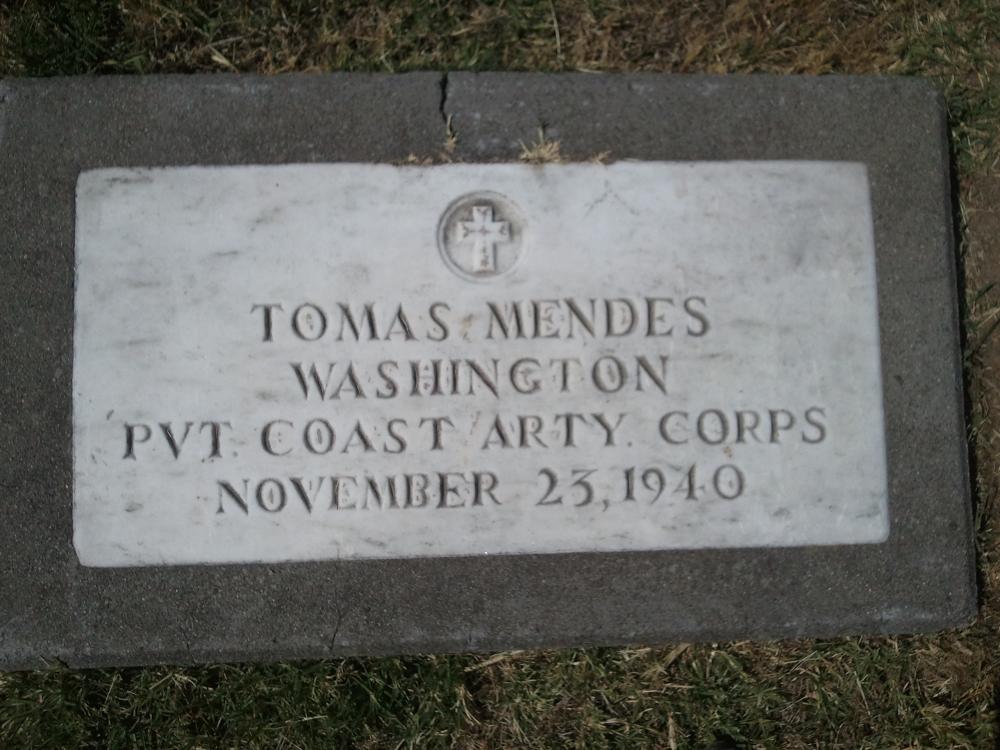 TOMAS MENDES
WASHINGTON
PVT. COAST ARTY. CORPS
NOVEMBER 23, 1940